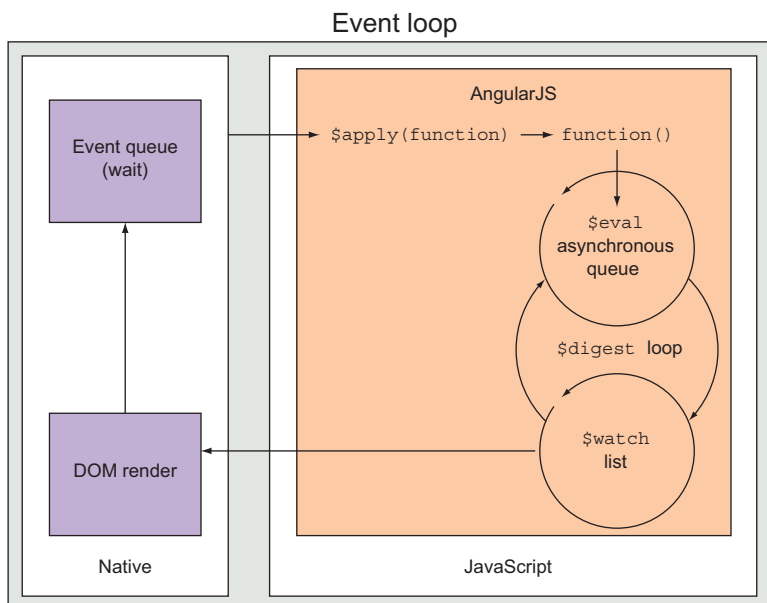 Event loop
AngularJS
Event queue
(wait)
$apply(function)
function()
$eval
asynchronous
queue
$digest loop
DOM render
$watch
list
Native
JavaScript